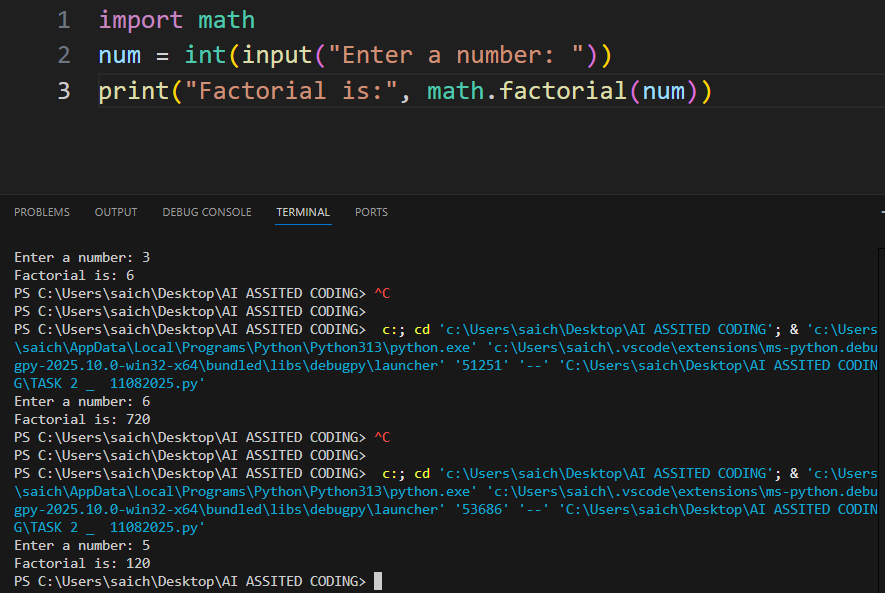 1 import math
2 num = int(input("Enter a number: "))
3 print("Factorial is:", math.factorial(num))
PROBLEMS OUTPUT DEBUG CONSOLE TERMINAL PORTS
Enter a number: 3
Factorial is: 6
PS C:\Users\saich\Desktop\AI ASSITED CODING> ^C
PS C:\Users\saich\Desktop\AI ASSITED CODING>
PS C:\Users\saich\Desktop\AI ASSITED CODING>  c:; cd 'c:\Users\saich\Desktop\AI ASSITED CODING'; & 'c:\Users
\saich\AppData\Local\Programs\Python\Python313\python.exe' 'c:\Users\saich\.vscode\extensions\ms-python.debu
gpy-2025.10.0-win32-x64\bundled\libs\debugpy\launcher' '51251' '--' 'C:\Users\saich\Desktop\AI ASSITED CODIN
G\TASK 2 _  11082025.py'
Enter a number: 6
Factorial is: 720
PS C:\Users\saich\Desktop\AI ASSITED CODING> ^C
PS C:\Users\saich\Desktop\AI ASSITED CODING>
PS C:\Users\saich\Desktop\AI ASSITED CODING>  c:; cd 'c:\Users\saich\Desktop\AI ASSITED CODING'; & 'c:\Users
\saich\AppData\Local\Programs\Python\Python313\python.exe' 'c:\Users\saich\.vscode\extensions\ms-python.debu
gpy-2025.10.0-win32-x64\bundled\libs\debugpy\launcher' '53686' '--' 'C:\Users\saich\Desktop\AI ASSITED CODIN
G\TASK 2 _  11082025.py'
Enter a number: 5
Factorial is: 120
PS C:\Users\saich\Desktop\AI ASSITED CODING>